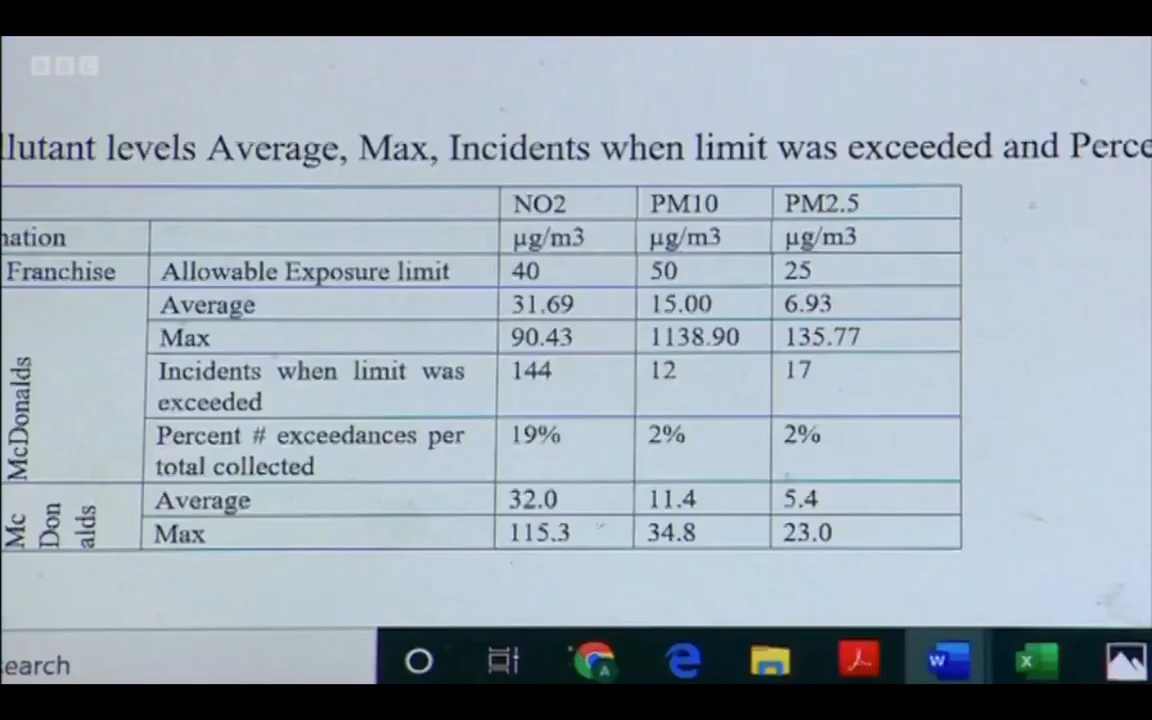 BBC
llutant levels Average, Max, Incidents when limit was exceeded and Perce
NO2 PM10 PM2.5
nation µg/m3 µg/m3 µg/m3
Franchise Allowable Exposure limit 40 50 25
McDonalds
Average 31.69 15.00 6.93
Max 90.43 1138.90 135.77
Incidents when limit was 144 12 17
exceeded
Percent # exceedances per 19% 2% 2%
total collected
Mc
Don
alds
Average 32.0 11.4 5.4
Max 115.3 34.8 23.0
earch